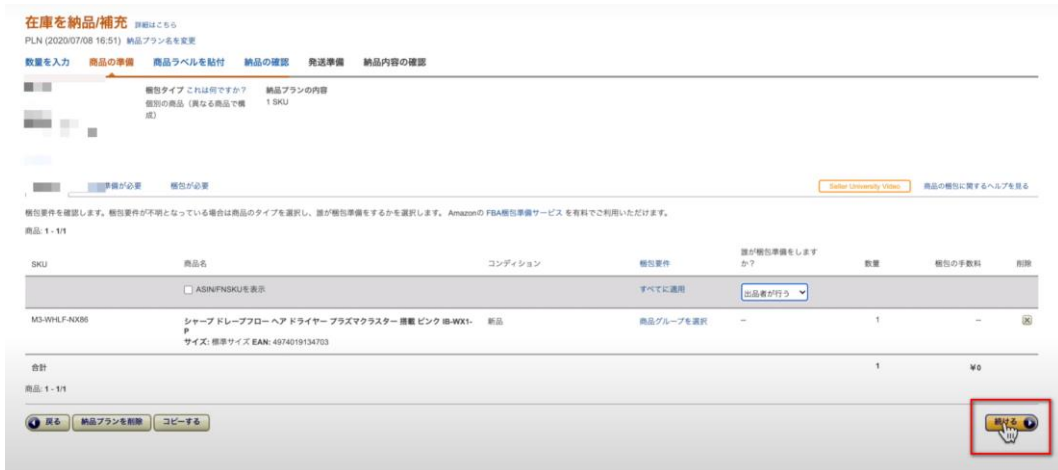 在庫を納品/補充 詳細はこちら
PLN (2020/07/08 16:51) 納品プラン名を変更
数量を入力 商品の準備 商品ラベルを貼付 納品の確認 発送準備 納品内容の確認
梱包タイプ これは何ですか? 納品プランの内容
個別の商品（異なる商品で構成） 1 SKU
準備が必要 梱包が必要 Seller University Video 商品の梱包に関するヘルプを見る
梱包要件を確認します。梱包要件が不明となっている場合は商品のタイプを選択し、誰が梱包準備をするかを選択します。 Amazonの FBA梱包準備サービス を有料でご利用いただけます。
商品: 1 - 1/1
SKU 商品名 コンディション 梱包要件 誰が梱包準備をしますか? 数量 梱包の手数料 削除
ASIN/FNSKUを表示 すべてに適用 出品者が行う
M3-WHLF-NX86 シャープ ドレープフロー ヘア ドライヤー プラズマクラスター 搭載 ピンク IB-WX1-P 新品 商品グループを選択 -- 1 --
サイズ: 標準サイズ EAN: 4974019134703
合計 1 ¥0
商品: 1 - 1/1
戻る 納品プランを削除 コピーする 続ける